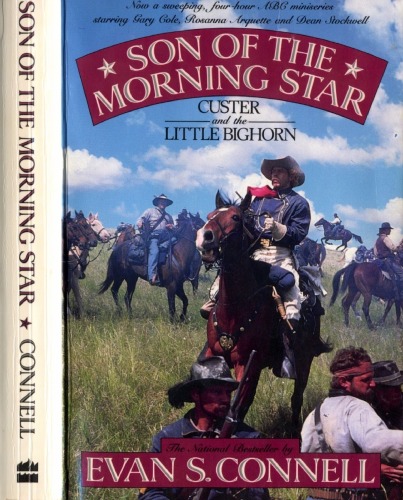 SON OF THE MORNING STAR ★ CONNELL
Now a sweeping, four-hour ABC miniseries
starring Gary Cole, Rosanna Arquette and Dean Stockwell
SON OF THE
MORNING STAR
CUSTER
and the
LITTLE BIGHORN
The National Bestseller by
EVAN S. CONNELL